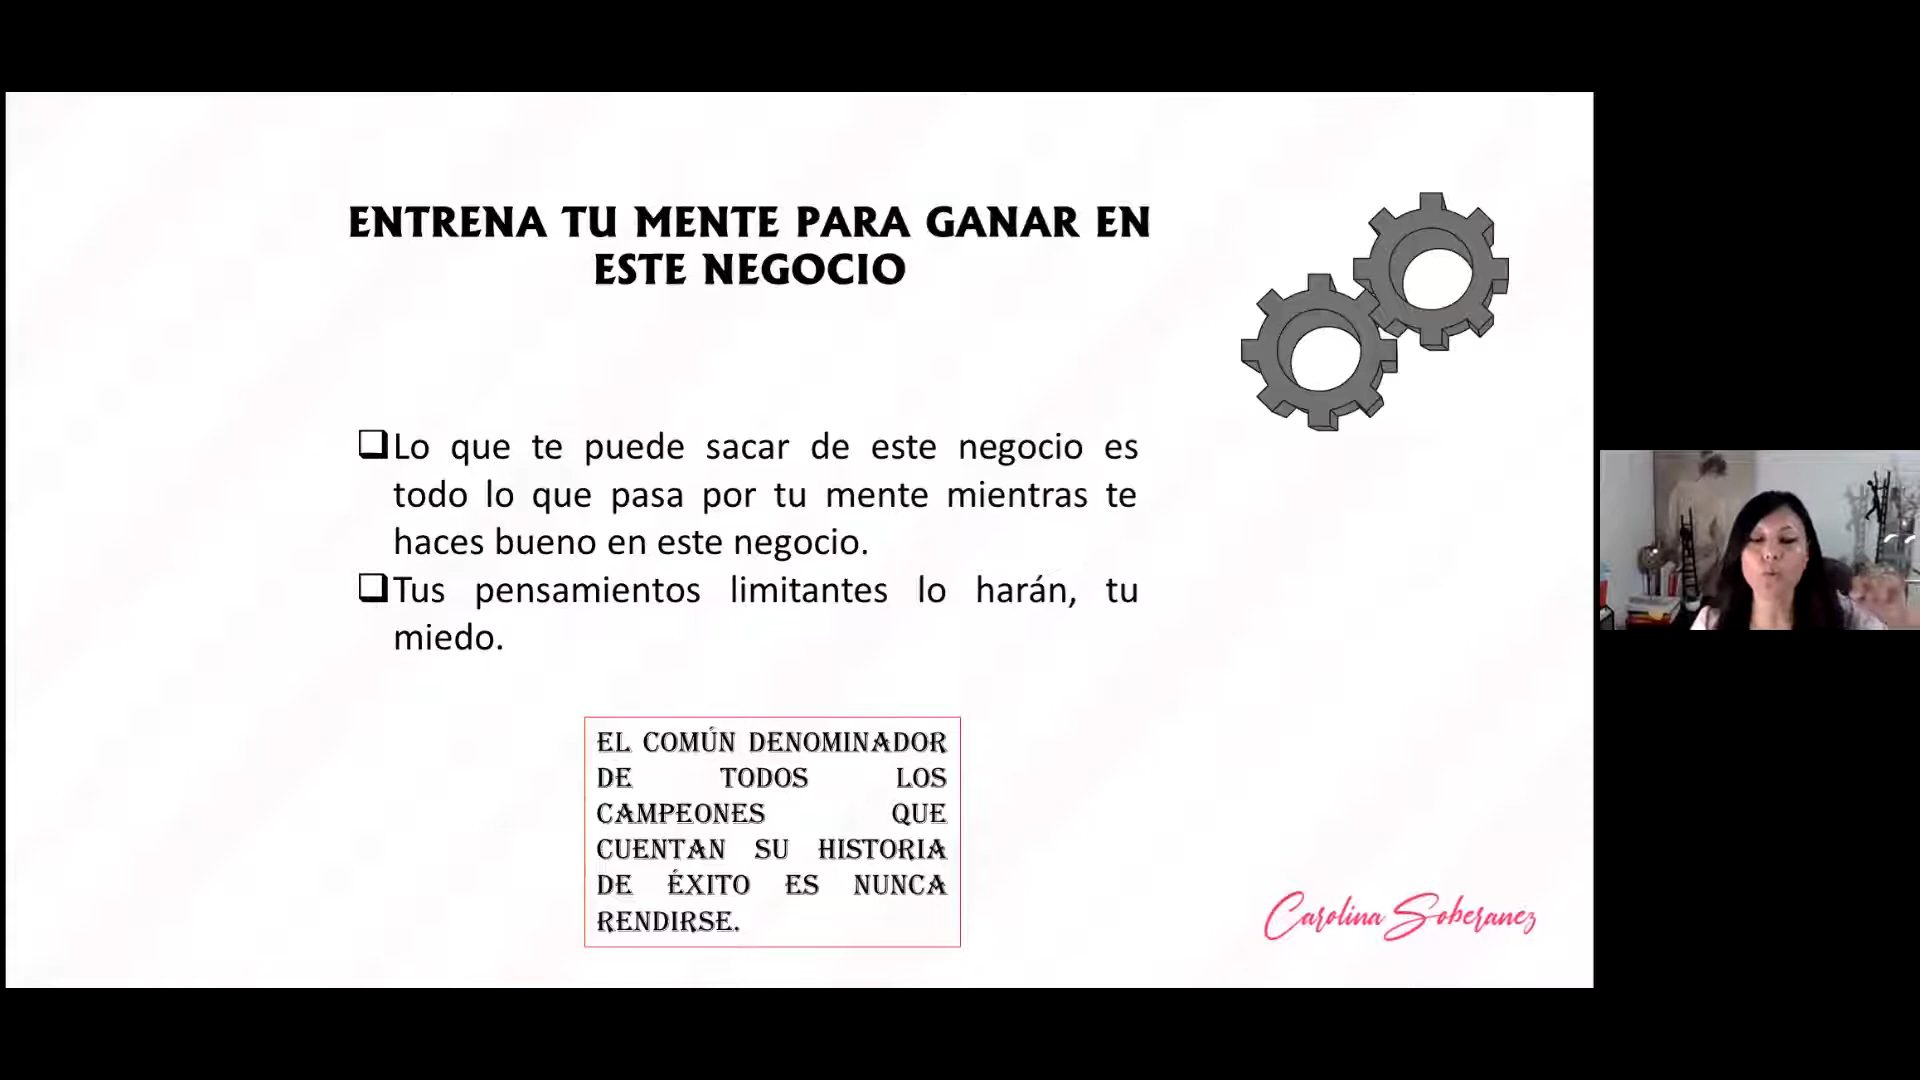 ENTRENA TU MENTE PARA GANAR EN
ESTE NEGOCIO
Lo que te puede sacar de este negocio es
todo lo que pasa por tu mente mientras te
haces bueno en este negocio.
Tus pensamientos limitantes lo harán, tu
miedo.
EL COMÚN DENOMINADOR
DE TODOS LOS
CAMPEONES QUE
CUENTAN SU HISTORIA
DE ÉXITO ES NUNCA
RENDIRSE.
Carolina Soberanez